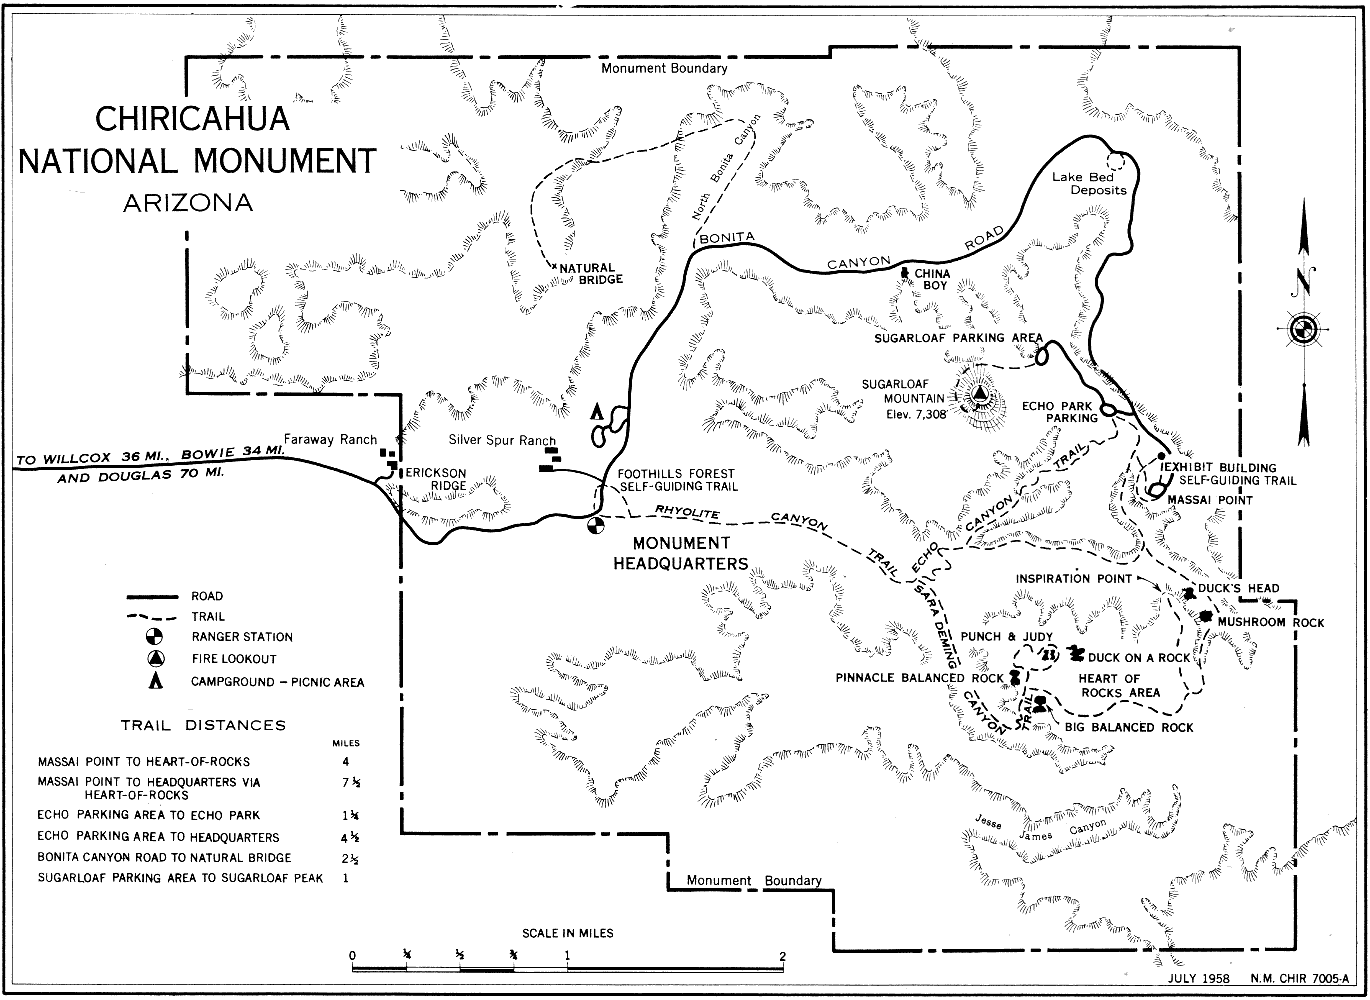 Monument Boundary
CHIRICAHUA
NATIONAL MONUMENT
ARIZONA
North Bonita Canyon
Lake Bed
Deposits
BONITA CANYON ROAD
NATURAL
BRIDGE
CHINA
BOY
N
SUGARLOAF PARKING AREA
SUGARLOAF
MOUNTAIN
Elev. 7,308'
ECHO PARK
PARKING
Faraway Ranch
Silver Spur Ranch
TO WILLCOX 36 MI., BOWIE 34 MI.
AND DOUGLAS 70 MI.
ERICKSON
RIDGE
FOOTHILLS FOREST
SELF-GUIDING TRAIL
EXHIBIT BUILDING
SELF-GUIDING TRAIL
MASSAI POINT
RHYOLITE CANYON TRAIL
ECHO CANYON TRAIL
MONUMENT
HEADQUARTERS
INSPIRATION POINT
DUCK'S HEAD
MUSHROOM ROCK
SARA DEMING CANYON TRAIL
PUNCH & JUDY
DUCK ON A ROCK
PINNACLE BALANCED ROCK
HEART OF
ROCKS AREA
BIG BALANCED ROCK
ROAD
TRAIL
RANGER STATION
FIRE LOOKOUT
CAMPGROUND – PICNIC AREA
TRAIL DISTANCES
MILES
MASSAI POINT TO HEART-OF-ROCKS 4
MASSAI POINT TO HEADQUARTERS VIA 7 ½
HEART-OF-ROCKS
ECHO PARKING AREA TO ECHO PARK 1¼
ECHO PARKING AREA TO HEADQUARTERS 4½
BONITA CANYON ROAD TO NATURAL BRIDGE 2½
SUGARLOAF PARKING AREA TO SUGARLOAF PEAK 1
Jesse James Canyon
Monument Boundary
SCALE IN MILES
0 ¼ ½ ¾ 1 2
JULY 1958 N.M. CHIR 7005-A